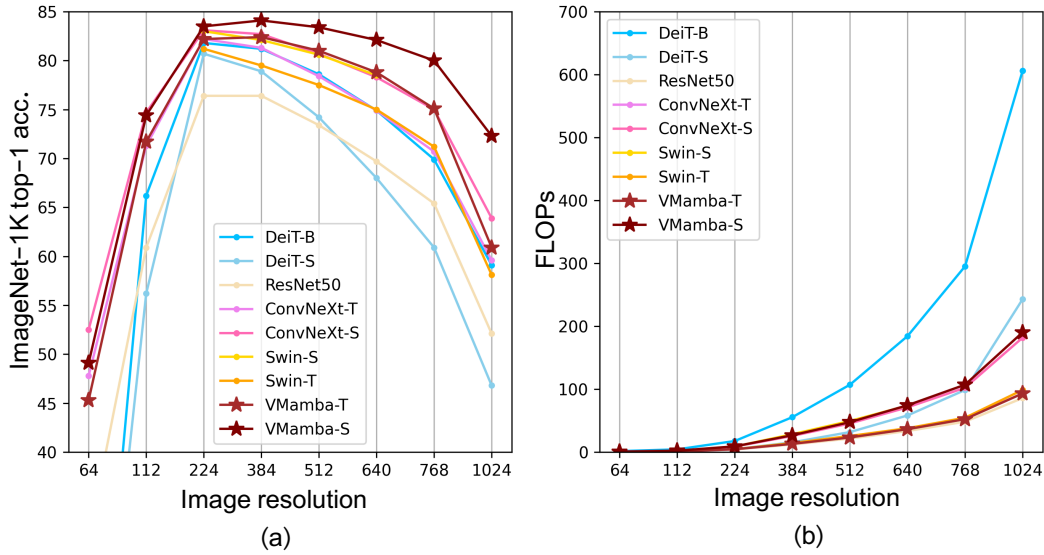 85
80
75
70
65
60
55
50
45
40
ImageNet−1K top−1 acc.
DeiT-B
DeiT-S
ResNet50
ConvNeXt-T
ConvNeXt-S
Swin-S
Swin-T
VMamba-T
VMamba-S
64 112 224 384 512 640 768 1024
Image resolution
(a)
700
600
500
400
300
200
100
0
FLOPs
DeiT-B
DeiT-S
ResNet50
ConvNeXt-T
ConvNeXt-S
Swin-S
Swin-T
VMamba-T
VMamba-S
64 112 224 384 512 640 768 1024
Image resolution
(b)